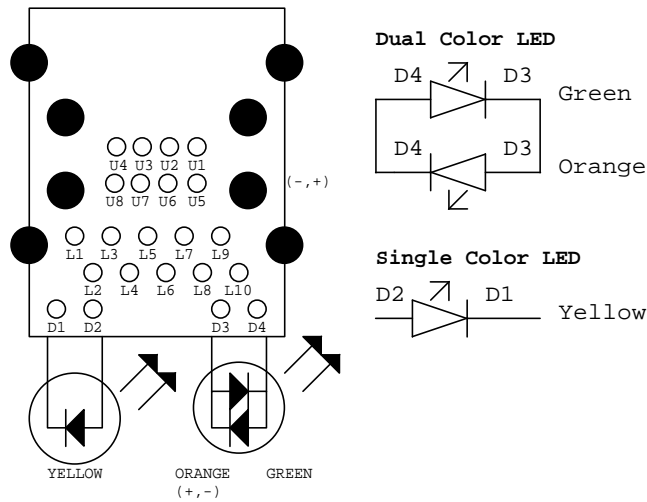 Dual Color LED
D4 D3 Green
D4 D3 Orange
U4 U3 U2 U1
U8 U7 U6 U5 (-,+)
L1 L3 L5 L7 L9
L2 L4 L6 L8 L10
D1 D2 D3 D4
Single Color LED
D2 D1 Yellow
YELLOW ORANGE GREEN
(+,-)